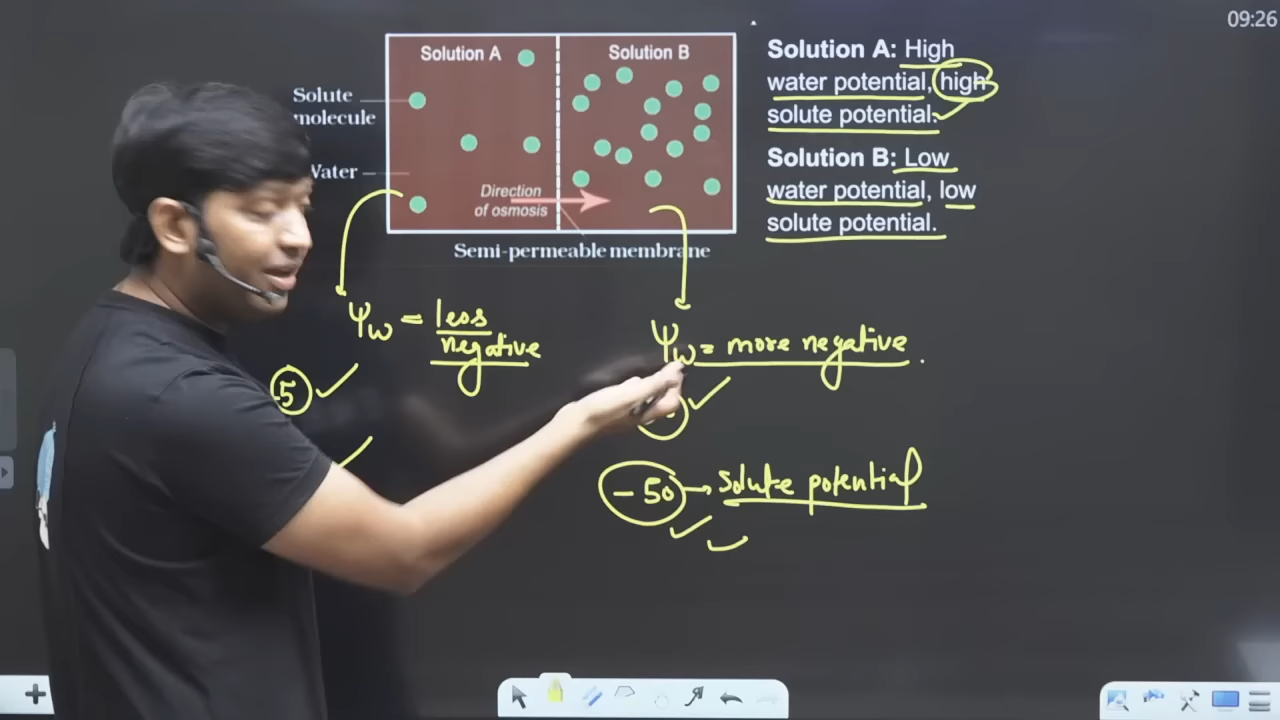 09:26
Solution A
Solution B
Solute
molecule
Water
Direction
of osmosis
Semi-permeable membrane
Solution A: High
water potential, high
solute potential.
Solution B: Low
water potential, low
solute potential.
Ψw = less
negative
Ψw = more negative.
-5
-50 → solute potential